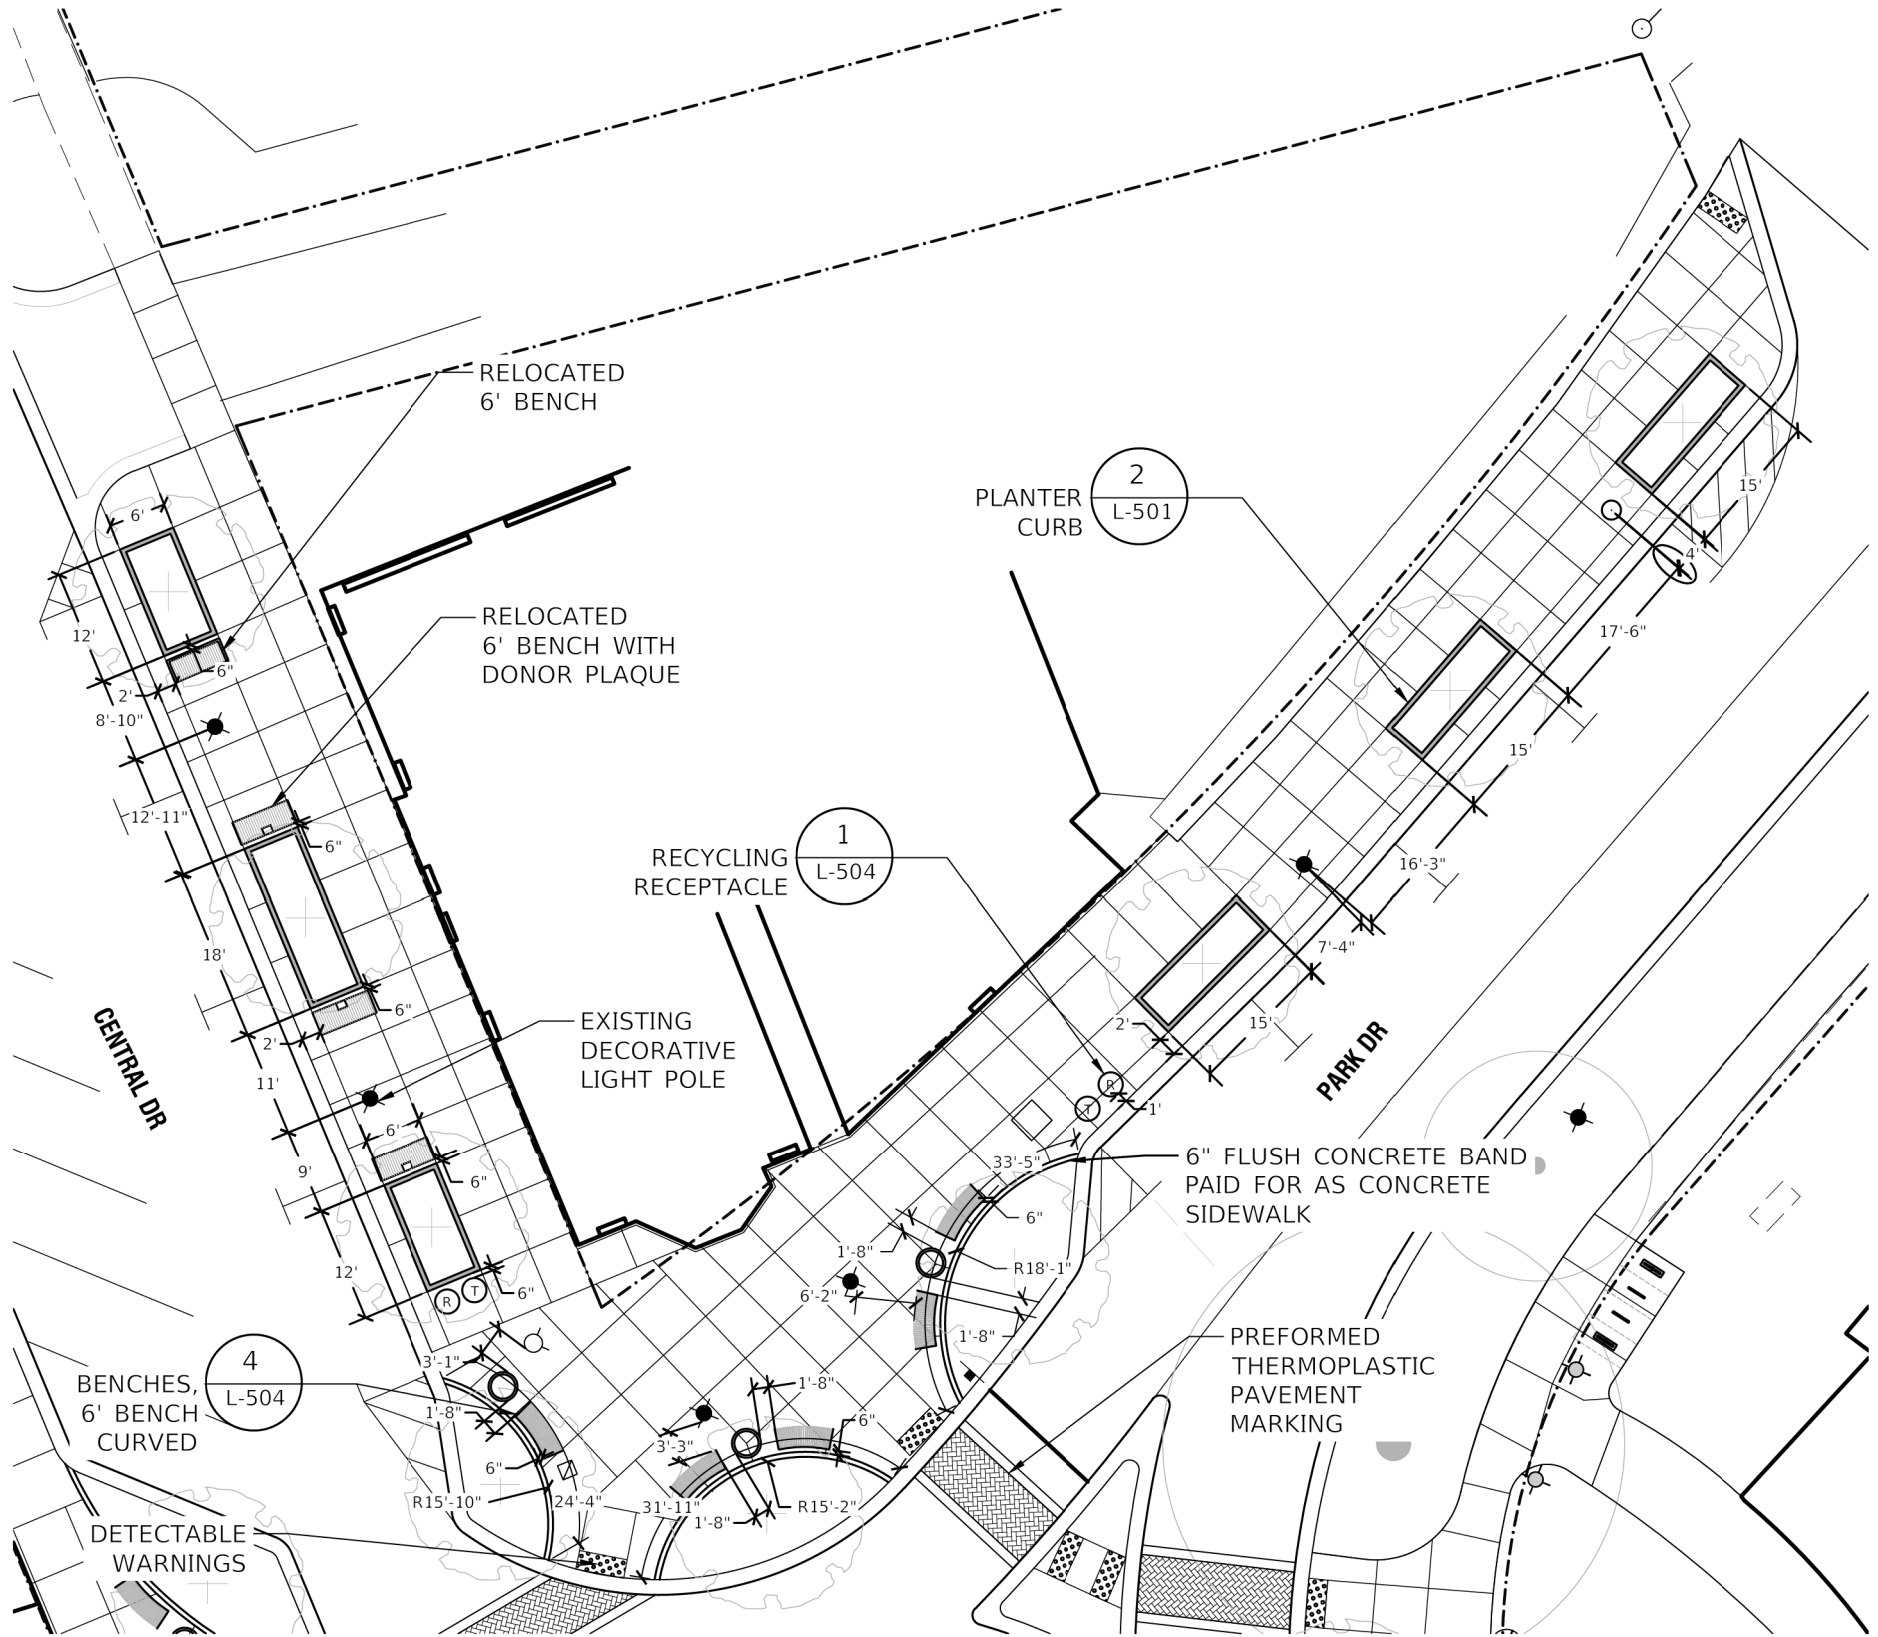 RELOCATED
6' BENCH
6'
2
L-501
PLANTER
CURB
15'
4'
12'
RELOCATED
6' BENCH WITH
DONOR PLAQUE
17'-6"
6"
2'
8'-10"
15'
12'-11"
6"
1
L-504
RECYCLING
RECEPTACLE
16'-3"
7'-4"
18'
6"
CENTRAL DR
2'
EXISTING
DECORATIVE
LIGHT POLE
2'
15'
PARK DR
11'
R
T
1'
6'
9'
6"
33'-5"
6" FLUSH CONCRETE BAND
PAID FOR AS CONCRETE
SIDEWALK
6"
1'-8"
R18'-1"
12'
R
T
6"
6'-2"
1'-8"
PREFORMED
THERMOPLASTIC
PAVEMENT
MARKING
4
L-504
BENCHES,
6' BENCH
CURVED
3'-1"
1'-8"
1'-8"
6"
3'-3"
6"
R15'-10"
24'-4"
31'-11"
1'-8"
R15'-2"
DETECTABLE
WARNINGS